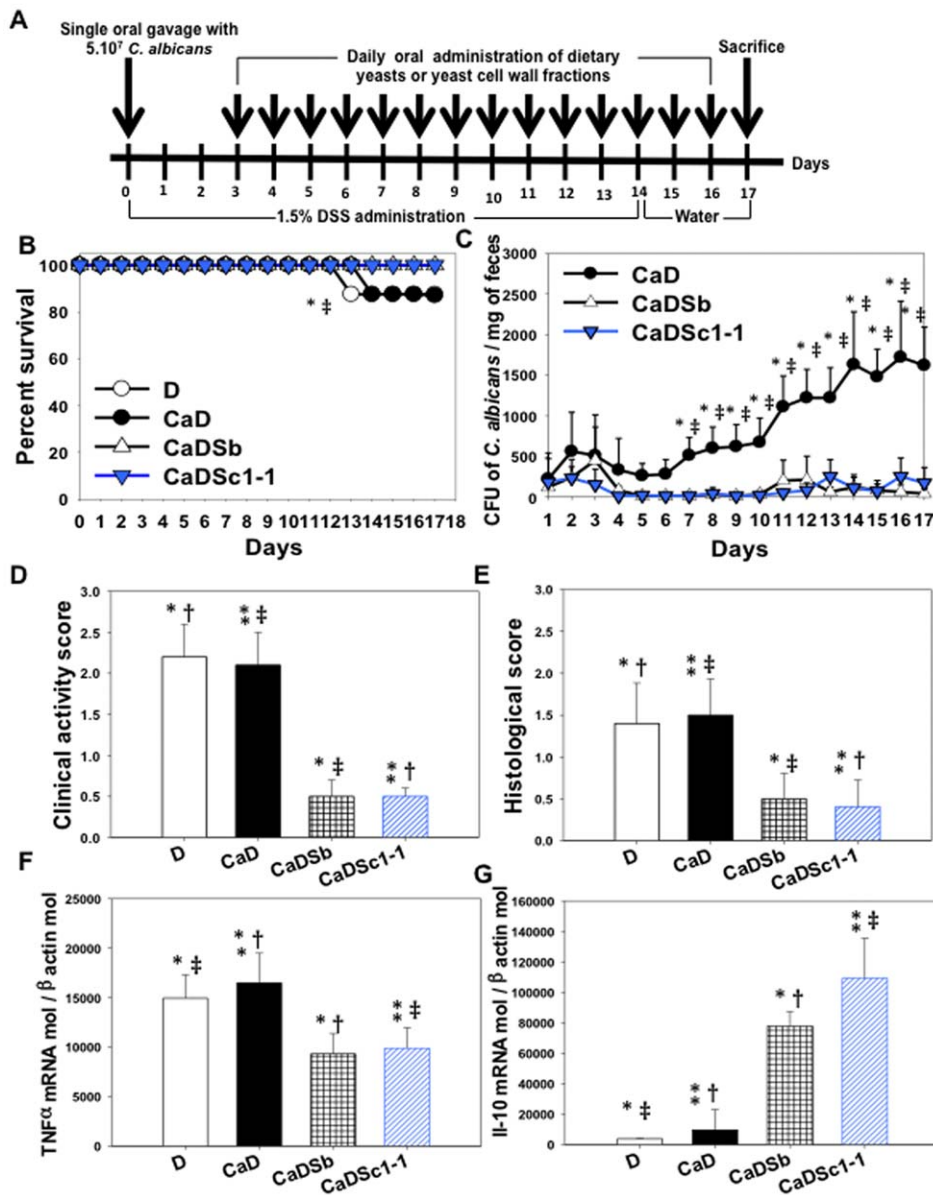 A
Single oral gavage with
5.10⁷ C. albicans
Daily oral administration of dietary
yeasts or yeast cell wall fractions
Sacrifice
Days
0 1 2 3 4 5 6 7 8 9 10 11 12 13 14 15 16 17
1.5% DSS administration
Water
B
Percent survival
100
80
60
40
20
0
* ‡
D
CaD
CaDSb
CaDSc1-1
0 1 2 3 4 5 6 7 8 9 10 11 12 13 14 15 16 17 18
Days
C
CFU of C. albicans / mg of feces
3000
2500
2000
1500
1000
500
0
CaD
CaDSb
CaDSc1-1
* ‡ * ‡ * ‡ * ‡ * ‡ * ‡ * ‡ * ‡ * ‡ * ‡ * ‡
1 2 3 4 5 6 7 8 9 10 11 12 13 14 15 16 17
Days
D
Clinical activity score
3.0
2.5
2.0
1.5
1.0
0.5
0.0
* † ** ‡ * ‡ ** †
D CaD CaDSb CaDSc1-1
E
Histological score
3.0
2.5
2.0
1.5
1.0
0.5
0.0
* † ** ‡ * ‡ ** †
D CaD CaDSb CaDSc1-1
F
TNFα mRNA mol / β actin mol
25000
20000
15000
10000
5000
0
* ‡ ** † * † ** ‡
D CaD CaDSb CaDSc1-1
G
Il-10 mRNA mol / β actin mol
160000
140000
120000
100000
80000
60000
40000
20000
0
* ‡ ** † * † ** ‡
D CaD CaDSb CaDSc1-1